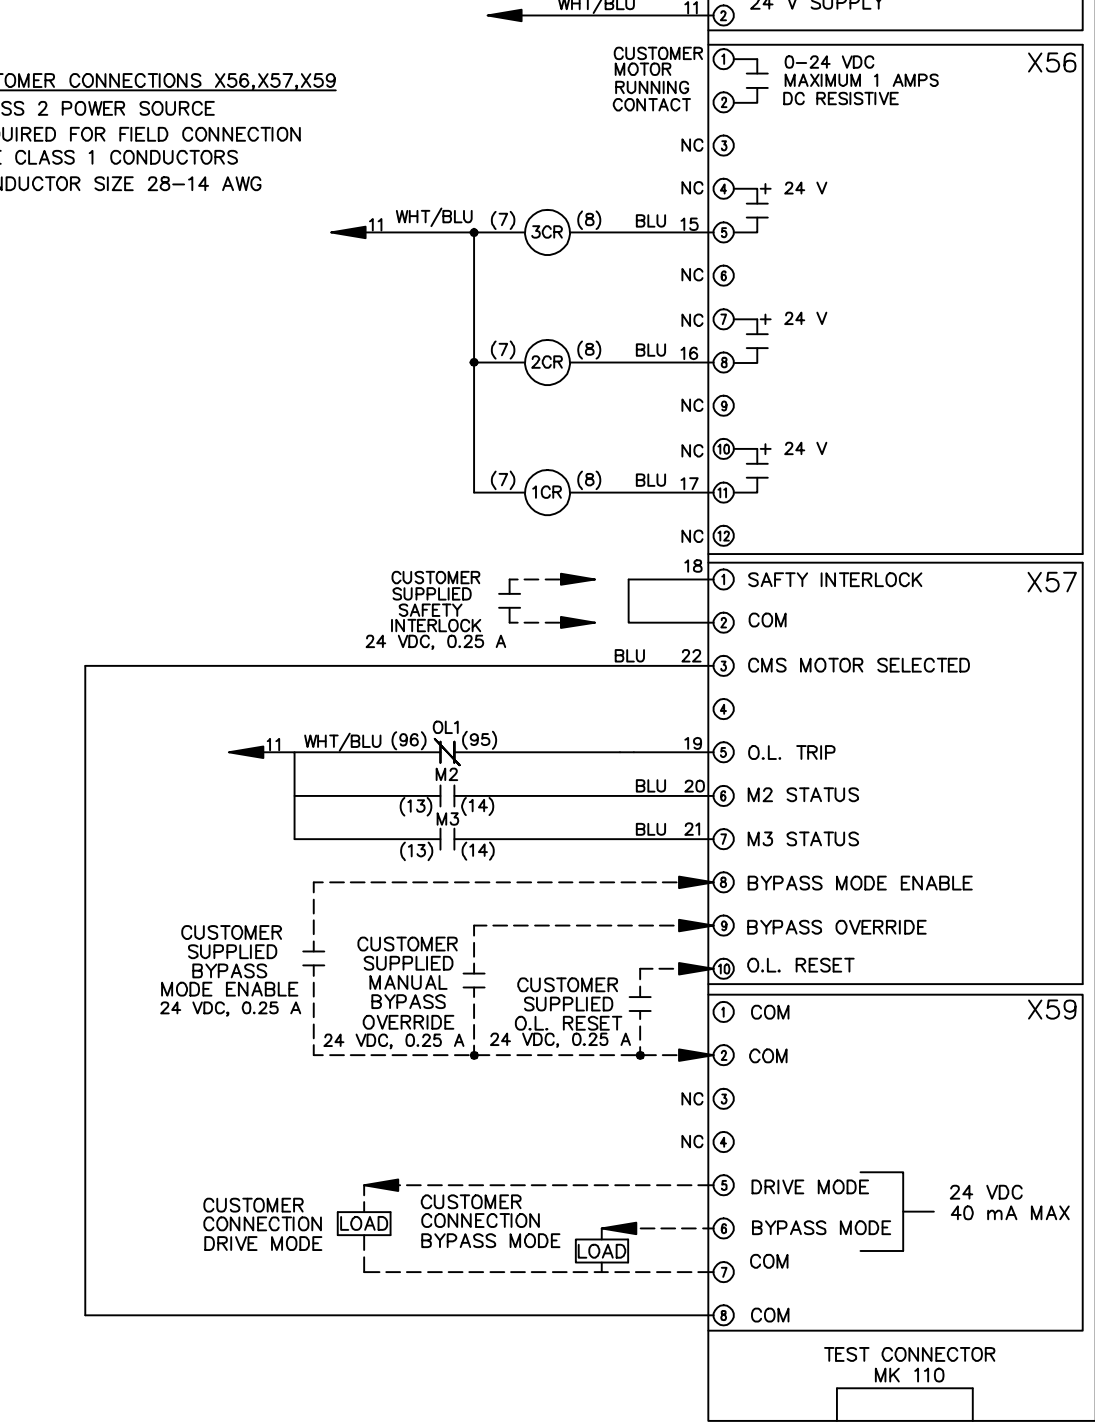 WHT/BLU 11 2 24 V SUPPLY
TOMER CONNECTIONS X56,X57,X59
SS 2 POWER SOURCE
QUIRED FOR FIELD CONNECTION
E CLASS 1 CONDUCTORS
NDUCTOR SIZE 28-14 AWG
CUSTOMER
MOTOR
RUNNING
CONTACT
1
2
0-24 VDC
MAXIMUM 1 AMPS
DC RESISTIVE
X56
NC 3
NC 4 + 24 V
11 WHT/BLU (7) 3CR (8) BLU 15 5
NC 6
NC 7 + 24 V
(7) 2CR (8) BLU 16 8
NC 9
NC 10 + 24 V
(7) 1CR (8) BLU 17 11
NC 12
CUSTOMER
SUPPLIED
SAFETY
INTERLOCK
24 VDC, 0.25 A
18 1 SAFTY INTERLOCK
X57
2 COM
BLU 22 3 CMS MOTOR SELECTED
4
11 WHT/BLU (96) OL1 (95) 19 5 O.L. TRIP
M2
(13) (14) BLU 20 6 M2 STATUS
M3
(13) (14) BLU 21 7 M3 STATUS
8 BYPASS MODE ENABLE
9 BYPASS OVERRIDE
10 O.L. RESET
CUSTOMER
SUPPLIED
BYPASS
MODE ENABLE
24 VDC, 0.25 A
CUSTOMER
SUPPLIED
MANUAL
BYPASS
OVERRIDE
24 VDC, 0.25 A
CUSTOMER
SUPPLIED
O.L. RESET
24 VDC, 0.25 A
1 COM
X59
2 COM
NC 3
NC 4
5 DRIVE MODE
6 BYPASS MODE
24 VDC
40 mA MAX
CUSTOMER
CONNECTION
DRIVE MODE
LOAD
CUSTOMER
CONNECTION
BYPASS MODE
LOAD
7 COM
8 COM
TEST CONNECTOR
MK 110